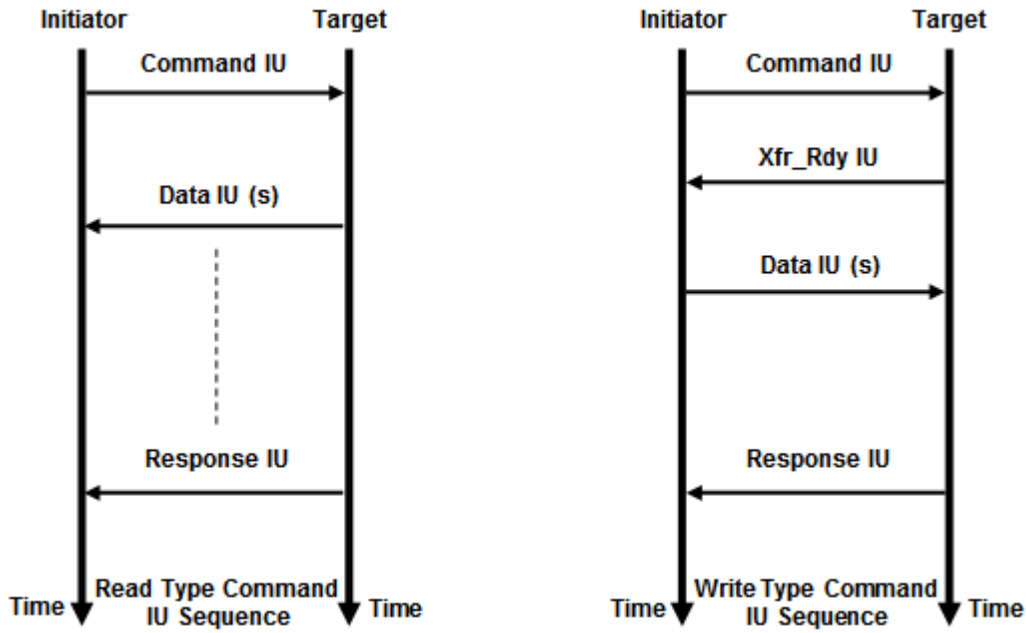 Initiator
Target
Command IU
Data IU (s)
Response IU
Time
Read Type Command
IU Sequence
Time
Initiator
Target
Command IU
Xfr_Rdy IU
Data IU (s)
Response IU
Time
Write Type Command
IU Sequence
Time